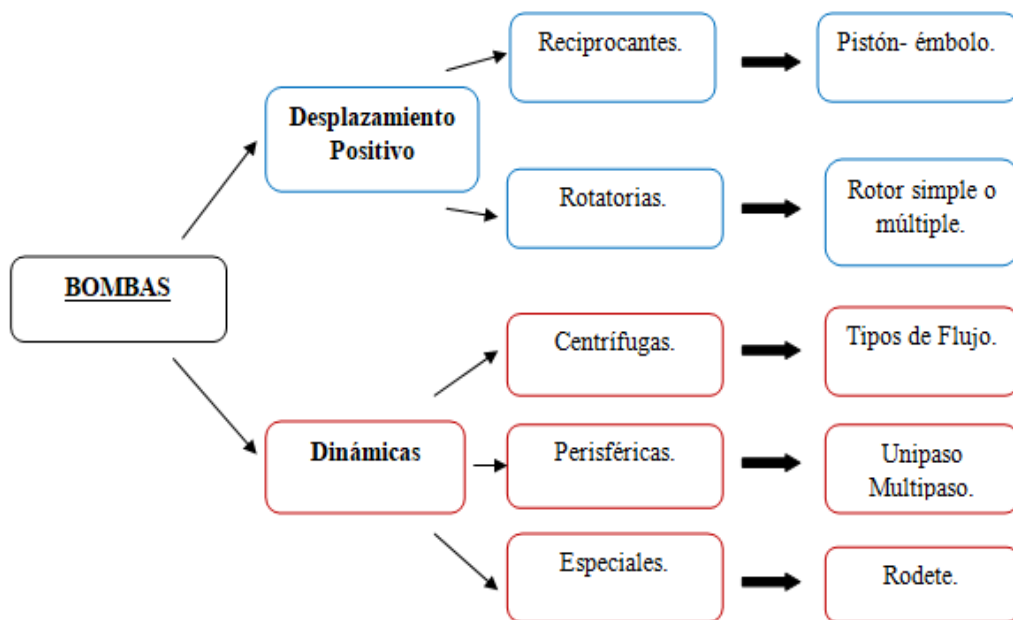 BOMBAS
Desplazamiento
Positivo
Reciprocantes.
Pistón- émbolo.
Rotatorias.
Rotor simple o
múltiple.
Dinámicas
Centrífugas.
Tipos de Flujo.
Perisféricas.
Unipaso
Multipaso.
Especiales.
Rodete.